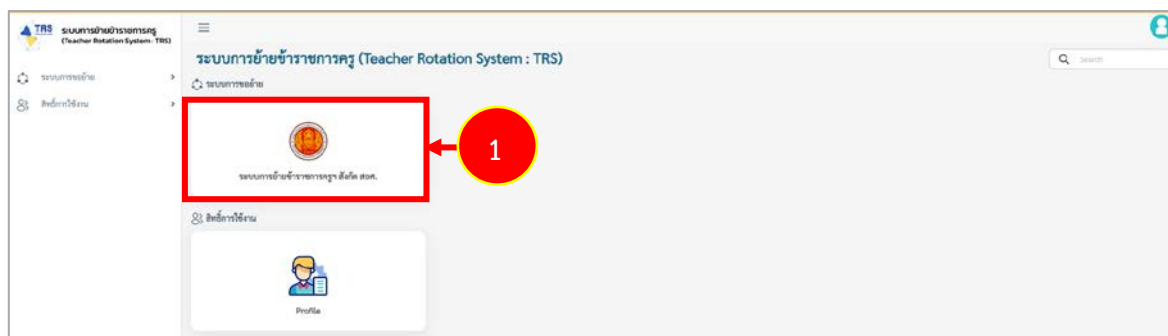 TRS ระบบการย้ายข้าราชการครู
(Teacher Rotation System : TRS)
ระบบการขอย้าย
สิทธิ์การใช้งาน
ระบบการย้ายข้าราชการครู (Teacher Rotation System : TRS)
Search
ระบบการขอย้าย
ระบบการย้ายข้าราชการครูฯ สังกัด สอศ.
1
สิทธิ์การใช้งาน
Profile